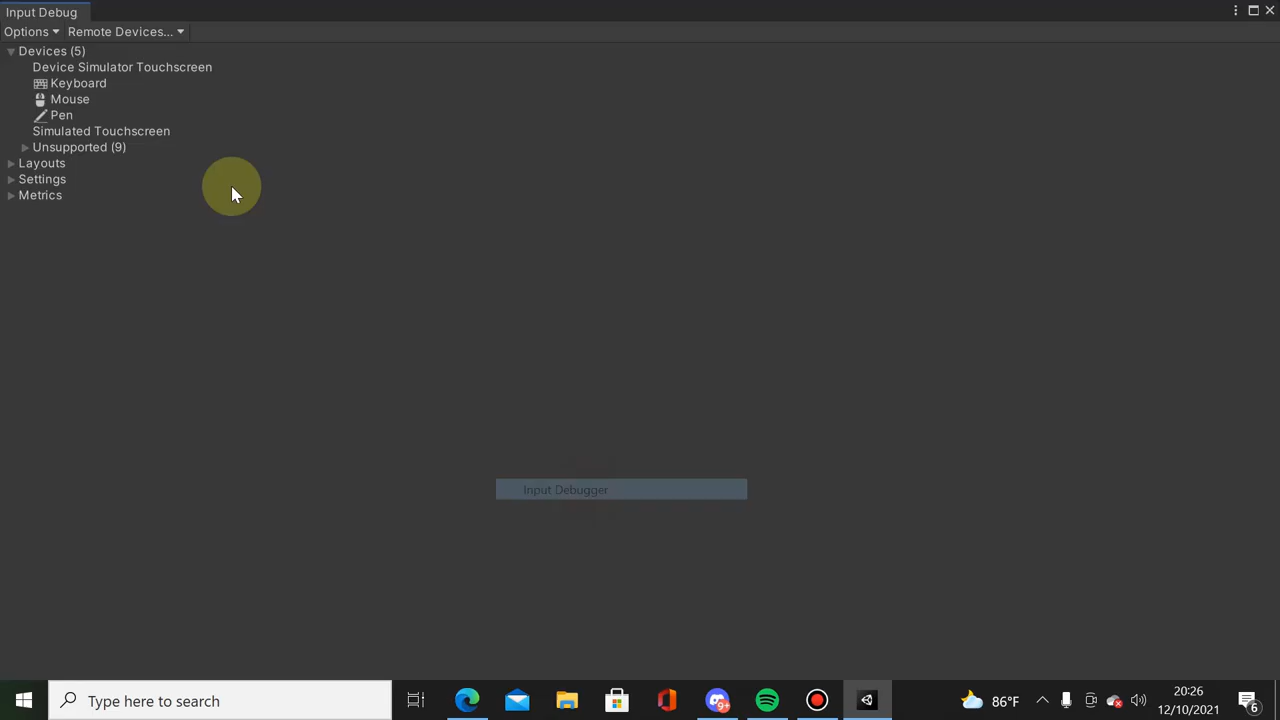 Input Debug
Options Remote Devices...
Devices (5)
Device Simulator Touchscreen
Keyboard
Mouse
Pen
Simulated Touchscreen
Unsupported (9)
Layouts
Settings
Metrics
Input Debugger
Type here to search
9+
86°F
20:26
12/10/2021
6